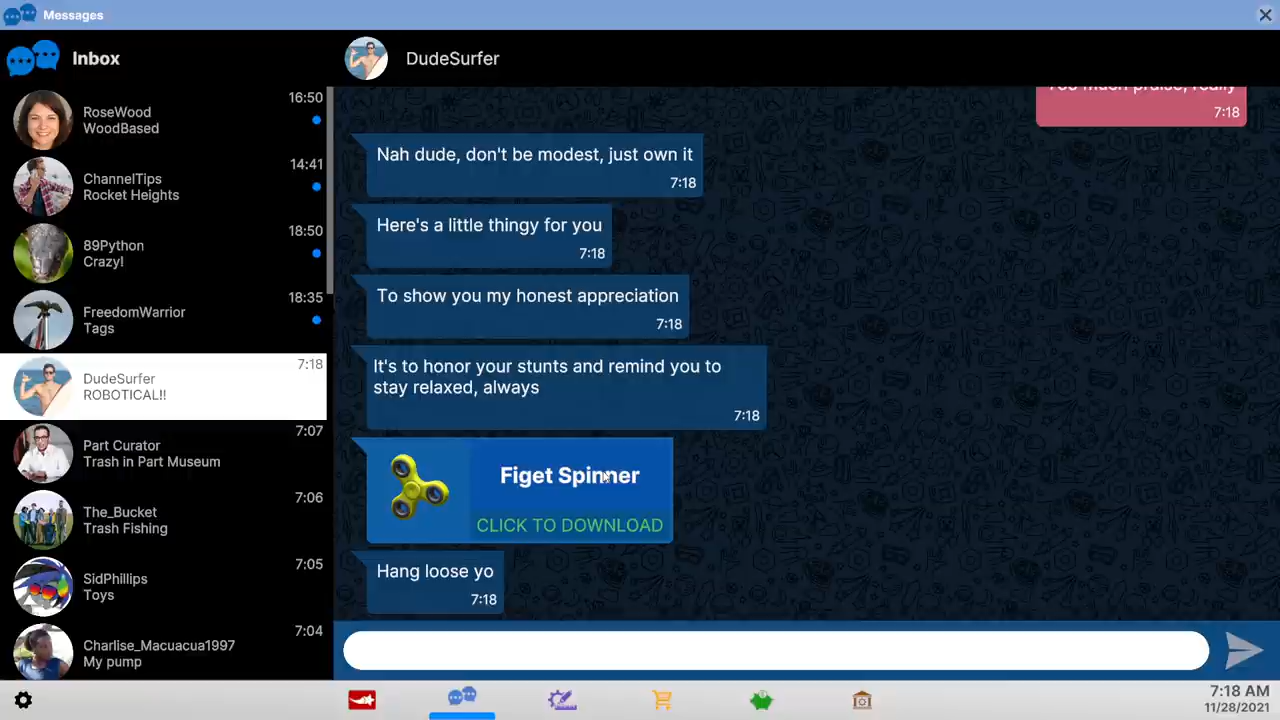 Messages
Inbox
RoseWood
WoodBased
16:50
ChannelTips
Rocket Heights
14:41
89Python
Crazy!
18:50
FreedomWarrior
Tags
18:35
DudeSurfer
ROBOTICAL!!
7:18
Part Curator
Trash in Part Museum
7:07
The_Bucket
Trash Fishing
7:06
SidPhillips
Toys
7:05
Charlise_Macuacua1997
My pump
7:04
DudeSurfer
Too much praise, really
7:18
Nah dude, don't be modest, just own it
7:18
Here's a little thingy for you
7:18
To show you my honest appreciation
7:18
It's to honor your stunts and remind you to
stay relaxed, always
7:18
Figet Spinner
CLICK TO DOWNLOAD
Hang loose yo
7:18
7:18 AM
11/28/2021